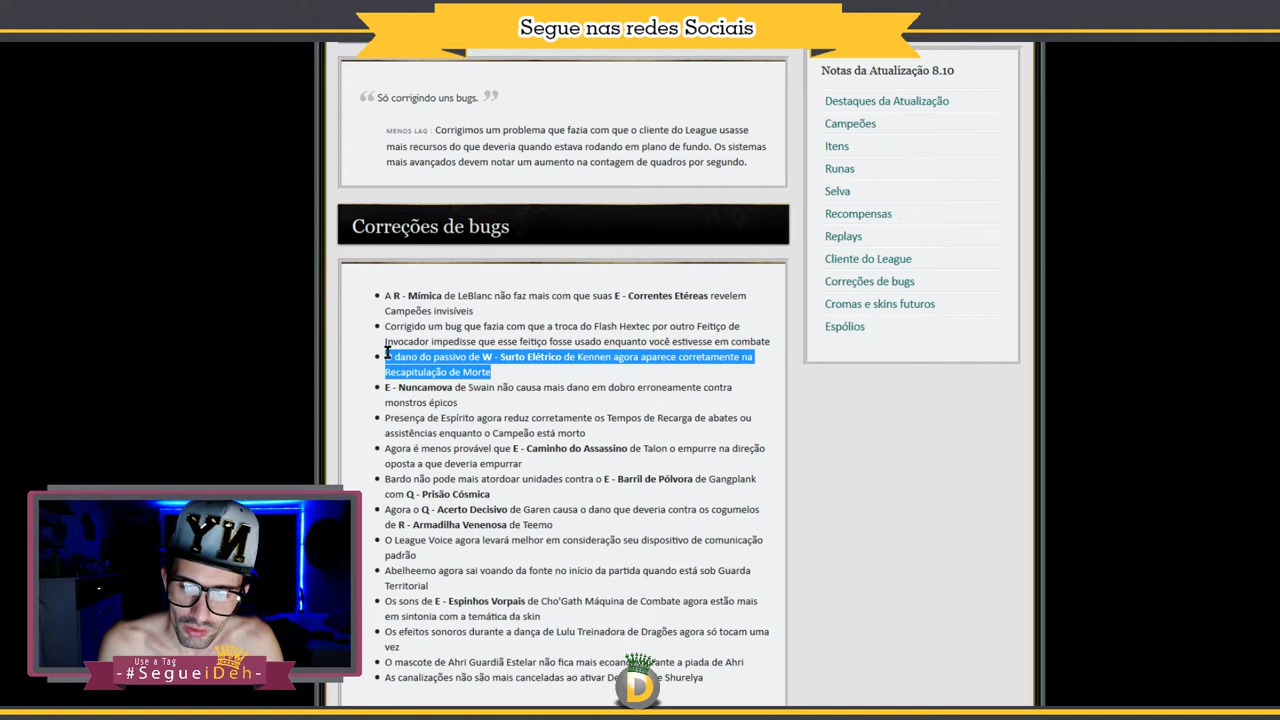 Segue nas redes Sociais
Só corrigindo uns bugs.
MENOS LAG : Corrigimos um problema que fazia com que o cliente do League usasse
mais recursos do que deveria quando estava rodando em plano de fundo. Os sistemas
mais avançados devem notar um aumento na contagem de quadros por segundo.
Correções de bugs
A R - Mímica de LeBlanc não faz mais com que suas E - Correntes Etéreas revelem
Campeões invisíveis
Corrigido um bug que fazia com que a troca do Flash Hextec por outro Feitiço de
Invocador impedisse que esse feitiço fosse usado enquanto você estivesse em combate
O dano do passivo de W - Surto Elétrico de Kennen agora aparece corretamente na
Recapitulação de Morte
E - Nuncamova de Swain não causa mais dano em dobro erroneamente contra
monstros épicos
Presença de Espírito agora reduz corretamente os Tempos de Recarga de abates ou
assistências enquanto o Campeão está morto
Agora é menos provável que E - Caminho do Assassino de Talon o empurre na direção
oposta a que deveria empurrar
Bardo não pode mais atordoar unidades contra o E - Barril de Pólvora de Gangplank
com Q - Prisão Cósmica
Agora o Q - Acerto Decisivo de Garen causa o dano que deveria contra os cogumelos
de R - Armadilha Venenosa de Teemo
O League Voice agora levará melhor em consideração seu dispositivo de comunicação
padrão
Abelheemo agora sai voando da fonte no início da partida quando está sob Guarda
Territorial
Os sons de E - Espinhos Vorpais de Cho'Gath Máquina de Combate agora estão mais
em sintonia com a temática da skin
Os efeitos sonoros durante a dança de Lulu Treinadora de Dragões agora só tocam uma
vez
O mascote de Ahri Guardiã Estelar não fica mais ecoando durante a piada de Ahri
As canalizações não são mais canceladas ao ativar de Shurelya
Notas da Atualização 8.10
Destaques da Atualização
Campeões
Itens
Runas
Selva
Recompensas
Replays
Cliente do League
Correções de bugs
Cromas e skins futuros
Espólios
YN
Use a Tag
-#SegueiDeh-
D